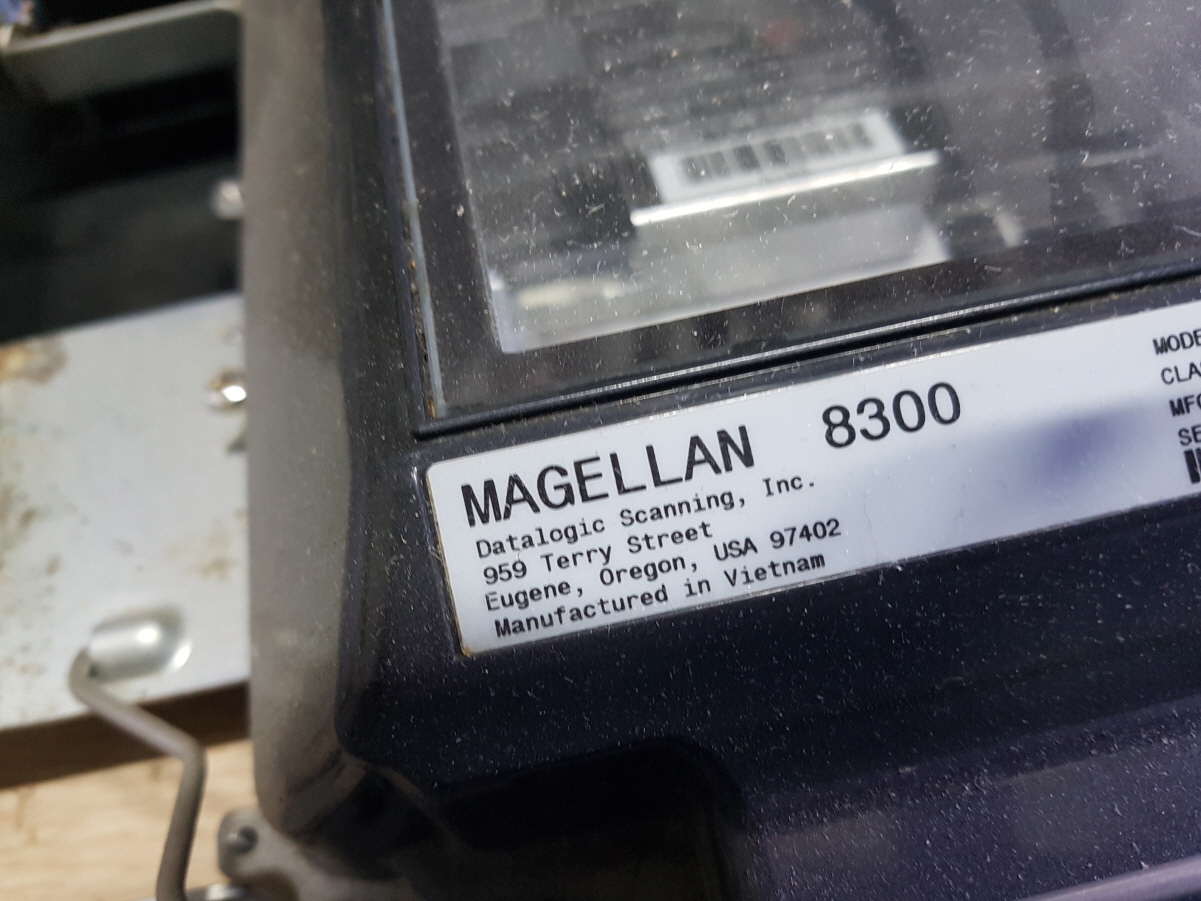 MAGELLAN 8300
Datalogic Scanning, Inc.
959 Terry Street
Eugene, Oregon, USA 97402
Manufactured in Vietnam